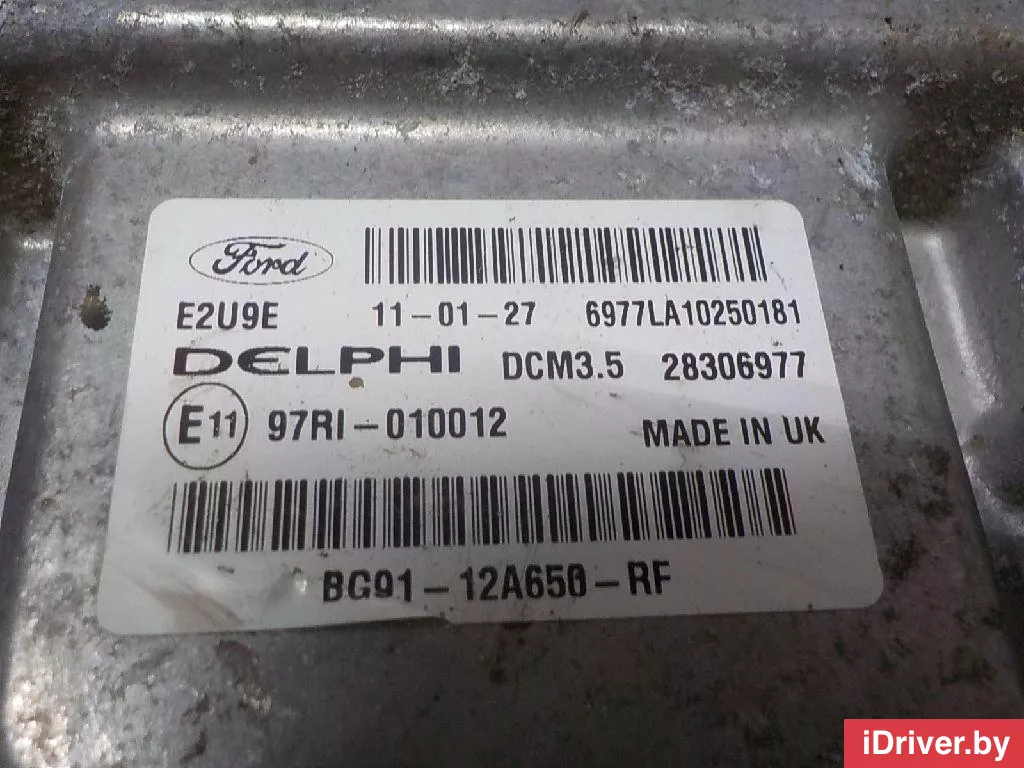 Ford
E2U9E 11-01-27 6977LA10250181
DELPHI DCM3.5 28306977
E11 97RI-010012 MADE IN UK
BG91-12A650-RF
iDriver.by